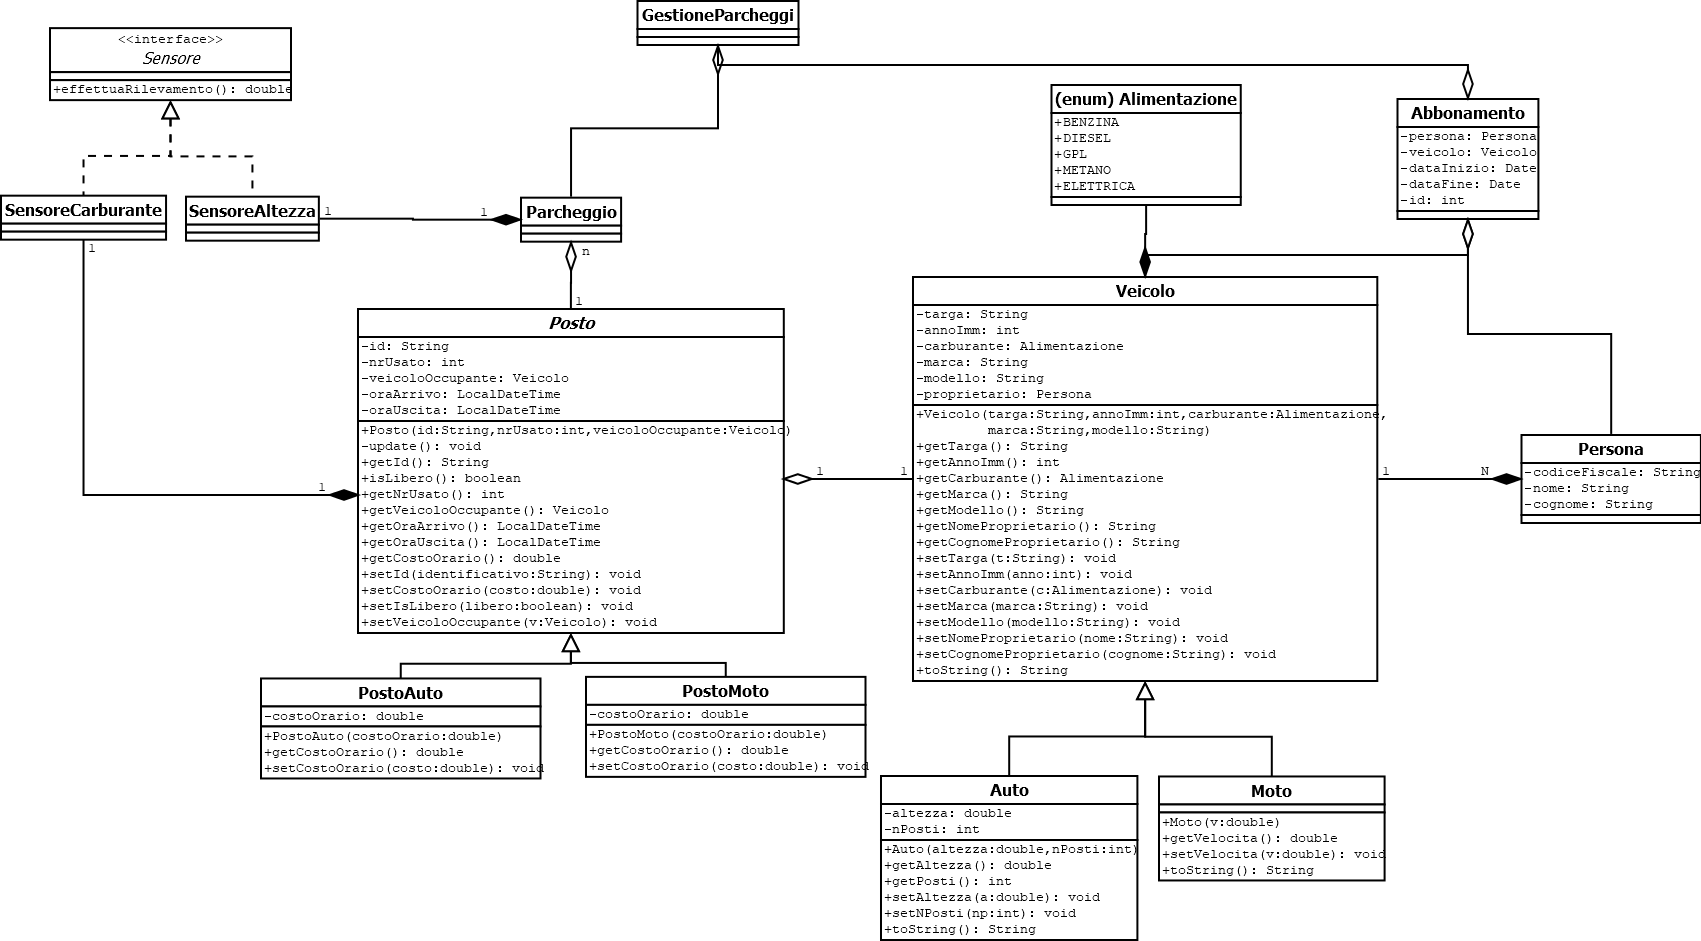 GestioneParcheggi
<<interface>>
Sensore
+effettuaRilevamento(): double
(enum) Alimentazione
+BENZINA
+DIESEL
+GPL
+METANO
+ELETTRICA
Abbonamento
-persona: Persona
-veicolo: Veicolo
-dataInizio: Date
-dataFine: Date
-id: int
SensoreCarburante
1
SensoreAltezza
1
1
Parcheggio
n
1
Posto
-id: String
-nrUsato: int
-veicoloOccupante: Veicolo
-oraArrivo: LocalDateTime
-oraUscita: LocalDateTime
+Posto(id:String,nrUsato:int,veicoloOccupante:Veicolo)
-update(): void
+getId(): String
+isLibero(): boolean
+getNrUsato(): int
+getVeicoloOccupante(): Veicolo
+getOraArrivo(): LocalDateTime
+getOraUscita(): LocalDateTime
+getCostoOrario(): double
+setId(identificativo:String): void
+setCostoOrario(costo:double): void
+setIsLibero(libero:boolean): void
+setVeicoloOccupante(v:Veicolo): void
1
1
1
Veicolo
-targa: String
-annoImm: int
-carburante: Alimentazione
-marca: String
-modello: String
-proprietario: Persona
+Veicolo(targa:String,annoImm:int,carburante:Alimentazione,
marca:String,modello:String)
+getTarga(): String
+getAnnoImm(): int
+getCarburante(): Alimentazione
+getMarca(): String
+getModello(): String
+getNomeProprietario(): String
+getCognomeProprietario(): String
+setTarga(t:String): void
+setAnnoImm(anno:int): void
+setCarburante(c:Alimentazione): void
+setMarca(marca:String): void
+setModello(modello:String): void
+setNomeProprietario(nome:String): void
+setCognomeProprietario(cognome:String): void
+toString(): String
1
N
Persona
-codiceFiscale: String
-nome: String
-cognome: String
PostoAuto
-costoOrario: double
+PostoAuto(costoOrario:double)
+getCostoOrario(): double
+setCostoOrario(costo:double): void
PostoMoto
-costoOrario: double
+PostoMoto(costoOrario:double)
+getCostoOrario(): double
+setCostoOrario(costo:double): void
Auto
-altezza: double
-nPosti: int
+Auto(altezza:double,nPosti:int)
+getAltezza(): double
+getPosti(): int
+setAltezza(a:double): void
+setNPosti(np:int): void
+toString(): String
Moto
+Moto(v:double)
+getVelocita(): double
+setVelocita(v:double): void
+toString(): String